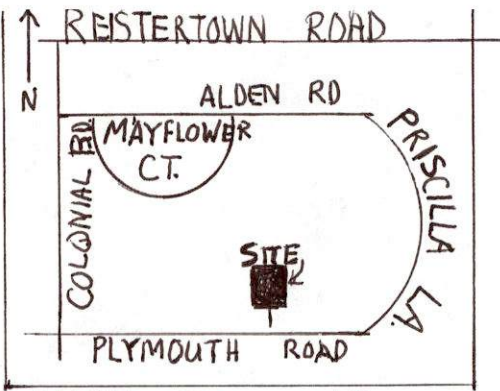 REISTERTOWN ROAD
N
ALDEN RD
MAYFLOWER
CT.
COLONIAL RD
PRISCILLA LA.
SITE
PLYMOUTH ROAD